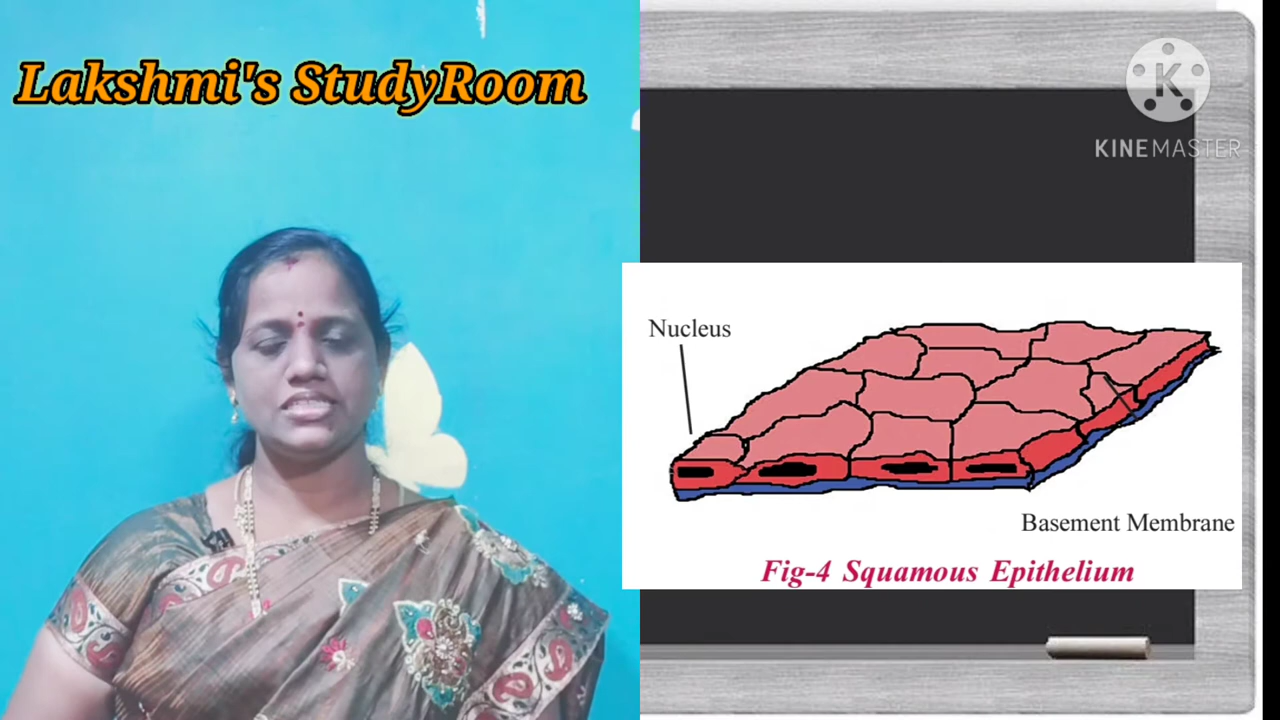 Lakshmi's StudyRoom
K
KINEMASTER
Nucleus
Basement Membrane
Fig-4 Squamous Epithelium